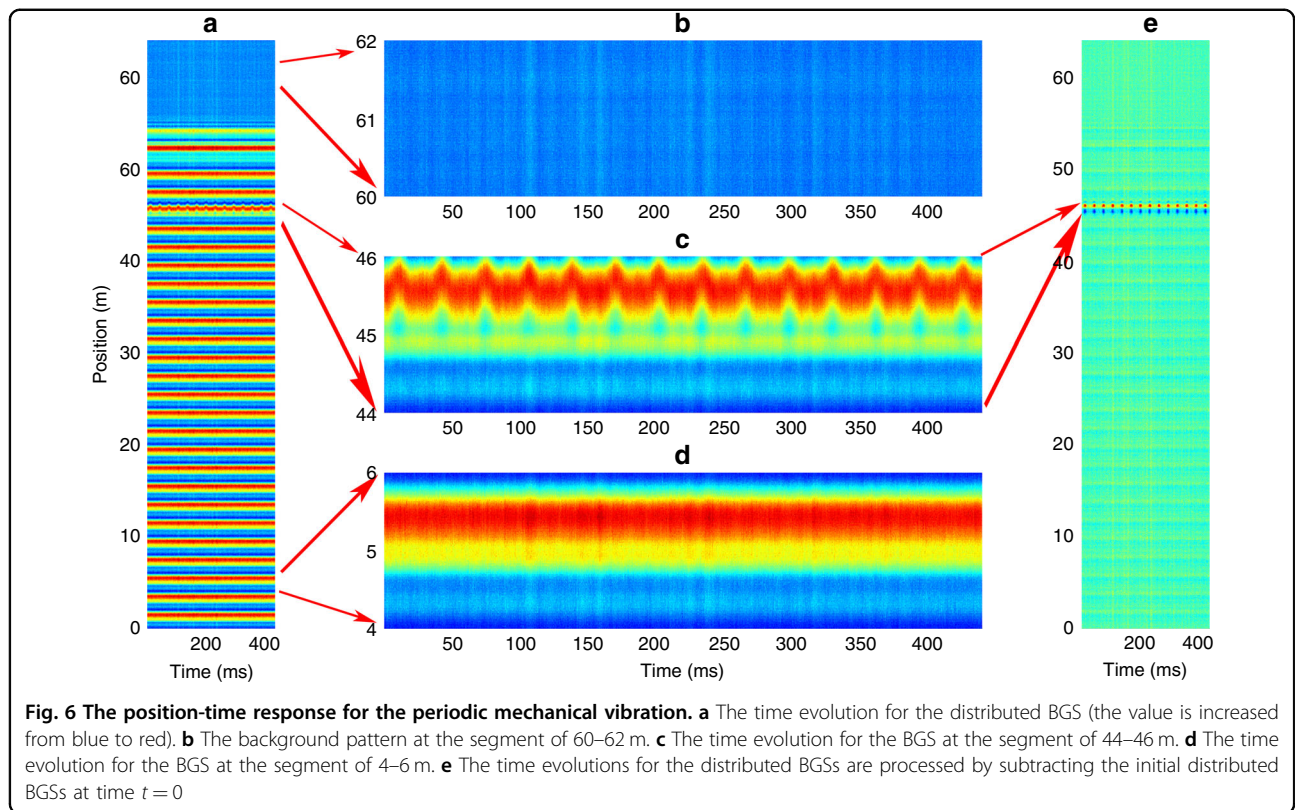 a
b
e
60
60
40
30
20
10
0
Position (m)
200 400
Time (ms)
62
61
60
50 100 150 200 250 300 350 400
c
46
45
44
50 100 150 200 250 300 350 400
d
6
5
4
50 100 150 200 250 300 350 400
Time (ms)
60
50
40
30
20
10
0
200 400
Time (ms)
Fig. 6 The position-time response for the periodic mechanical vibration. a The time evolution for the distributed BGS (the value is increased
from blue to red). b The background pattern at the segment of 60–62 m. c The time evolution for the BGS at the segment of 44–46 m. d The time
evolution for the BGS at the segment of 4–6 m. e The time evolutions for the distributed BGSs are processed by subtracting the initial distributed
BGSs at time t = 0